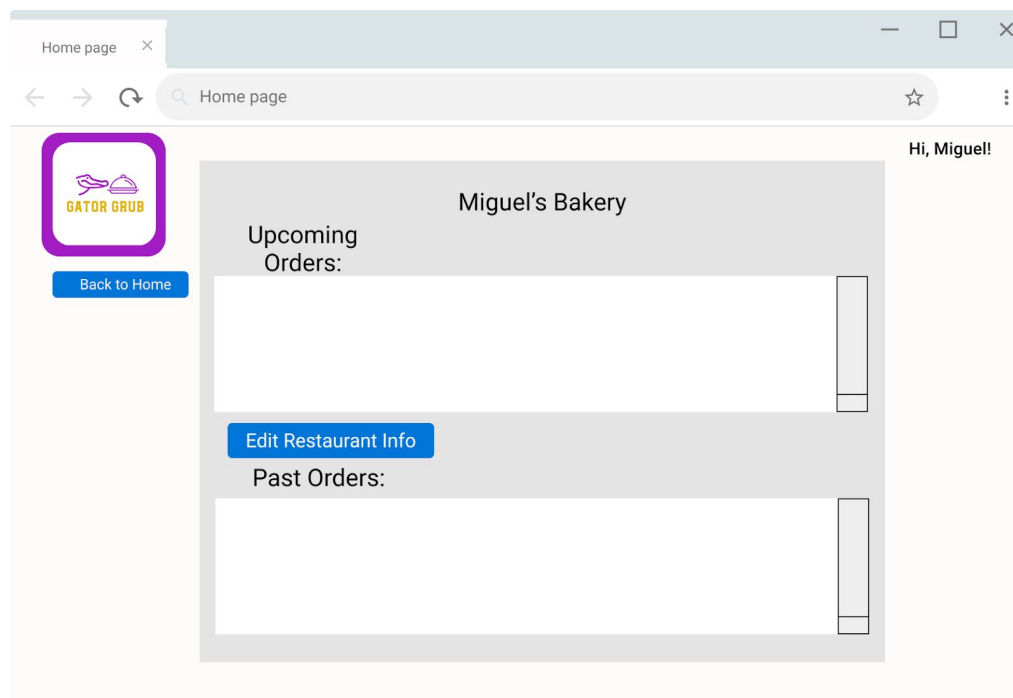 Home page
Home page
Hi, Miguel!
GATOR GRUB
Back to Home
Miguel’s Bakery
Upcoming
Orders:
Edit Restaurant Info
Past Orders: